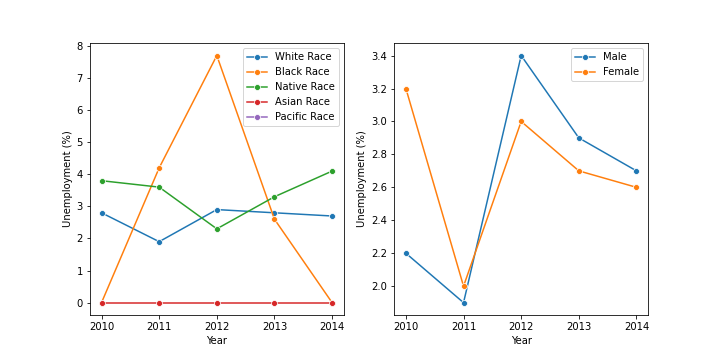 8
7
6
5
4
3
2
1
0
Unemployment (%)
2010 2011 2012 2013 2014
Year
White Race
Black Race
Native Race
Asian Race
Pacific Race
3.4
3.2
3.0
2.8
2.6
2.4
2.2
2.0
Unemployment (%)
2010 2011 2012 2013 2014
Year
Male
Female